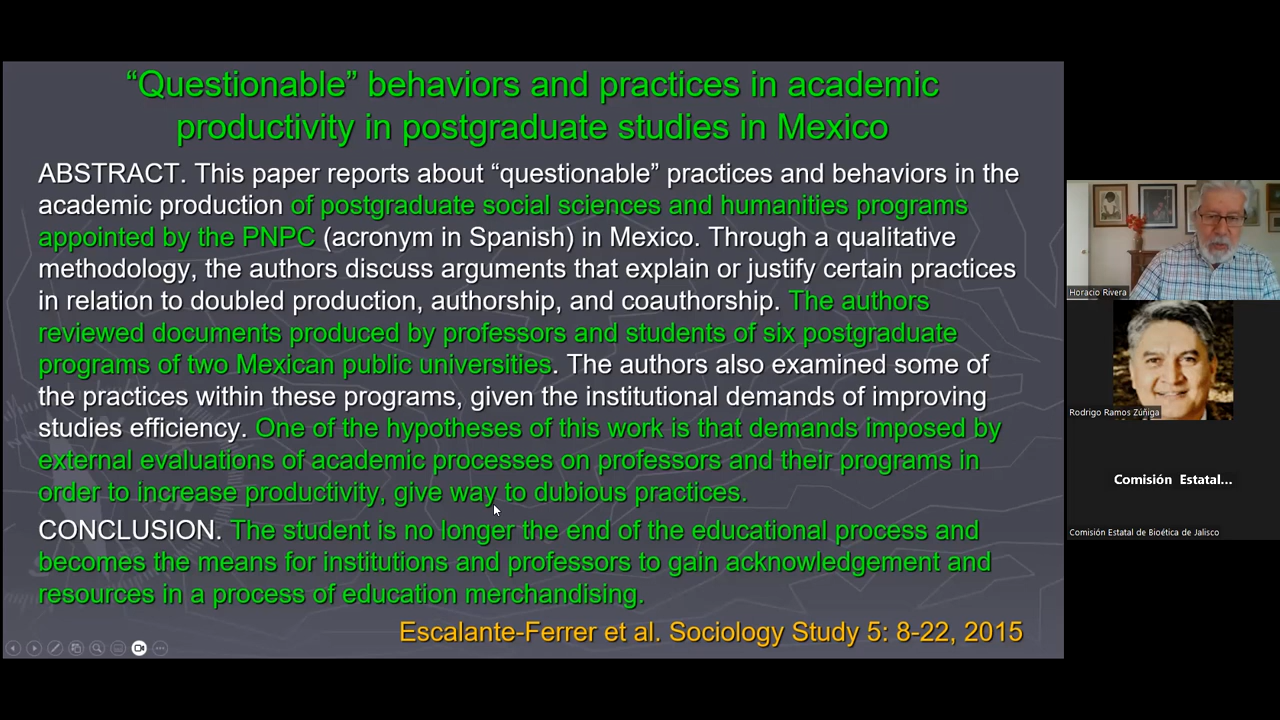 “Questionable” behaviors and practices in academic
productivity in postgraduate studies in Mexico
ABSTRACT. This paper reports about “questionable” practices and behaviors in the
academic production of postgraduate social sciences and humanities programs
appointed by the PNPC (acronym in Spanish) in Mexico. Through a qualitative
methodology, the authors discuss arguments that explain or justify certain practices
in relation to doubled production, authorship, and coauthorship. The authors
reviewed documents produced by professors and students of six postgraduate
programs of two Mexican public universities. The authors also examined some of
the practices within these programs, given the institutional demands of improving
studies efficiency. One of the hypotheses of this work is that demands imposed by
external evaluations of academic processes on professors and their programs in
order to increase productivity, give way to dubious practices.
CONCLUSION. The student is no longer the end of the educational process and
becomes the means for institutions and professors to gain acknowledgement and
resources in a process of education merchandising.
Escalante-Ferrer et al. Sociology Study 5: 8-22, 2015
Horacio Rivera
Rodrigo Ramos Zúñiga
Comisión Estatal...
Comisión Estatal de Bioética de Jalisco